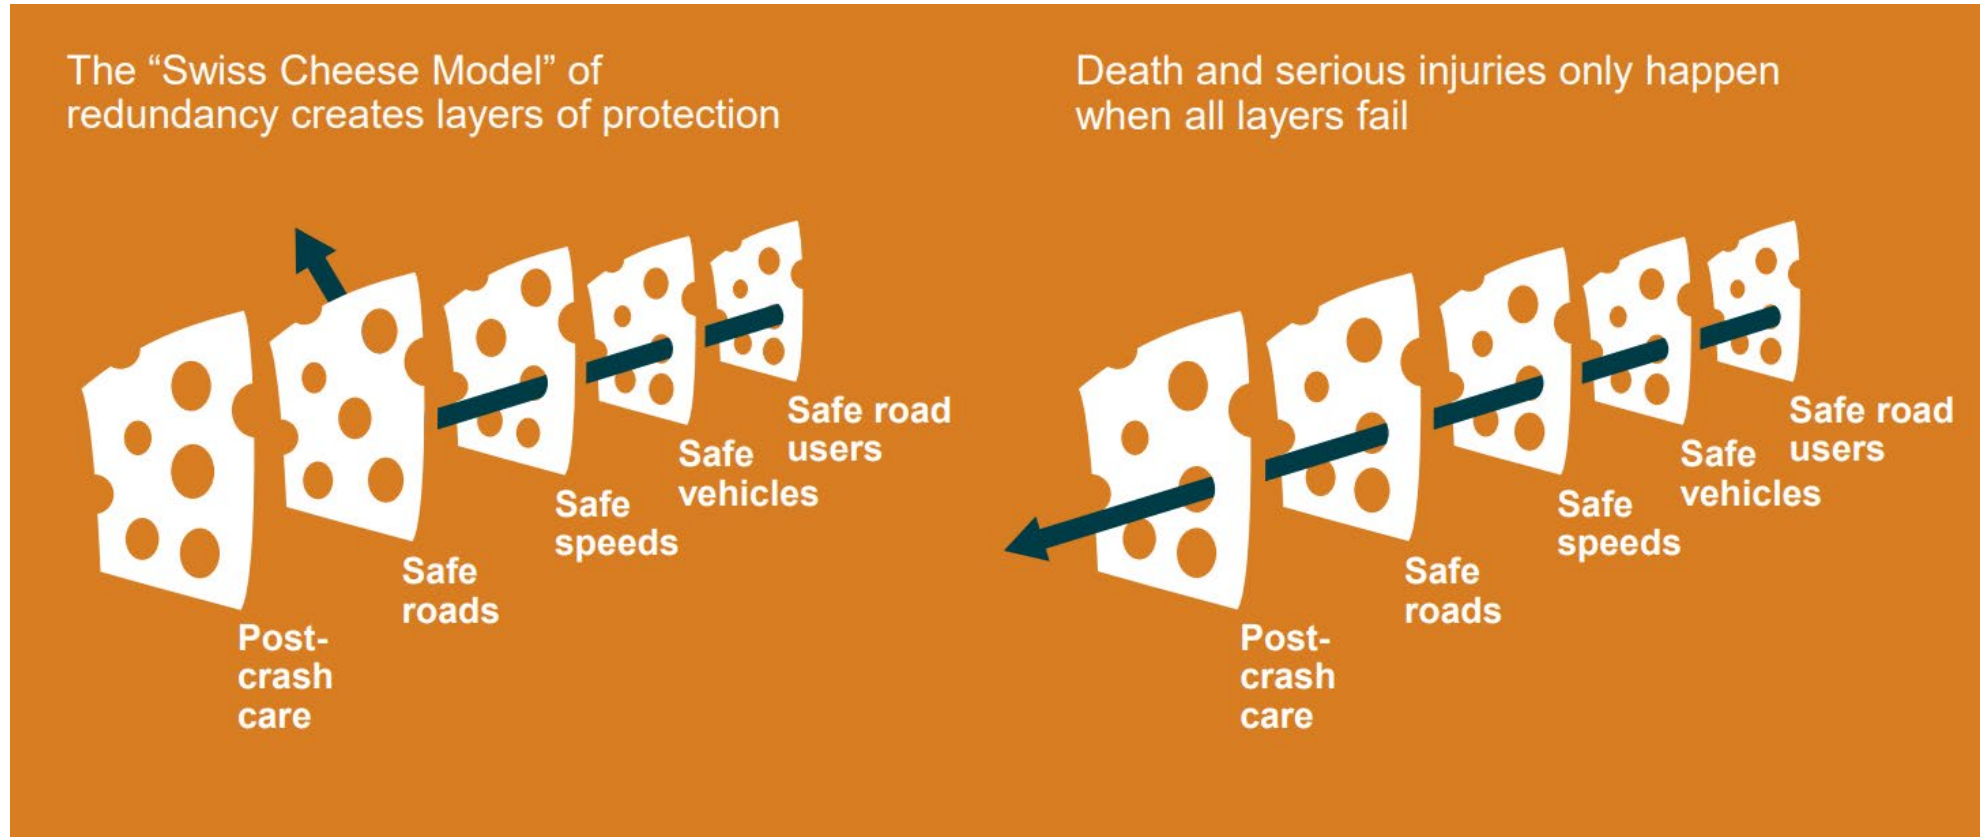 The “Swiss Cheese Model” of
redundancy creates layers of protection
Death and serious injuries only happen
when all layers fail
Safe road
users
Safe
vehicles
Safe
speeds
Safe
roads
Post-
crash
care
Safe road
users
Safe
vehicles
Safe
speeds
Safe
roads
Post-
crash
care